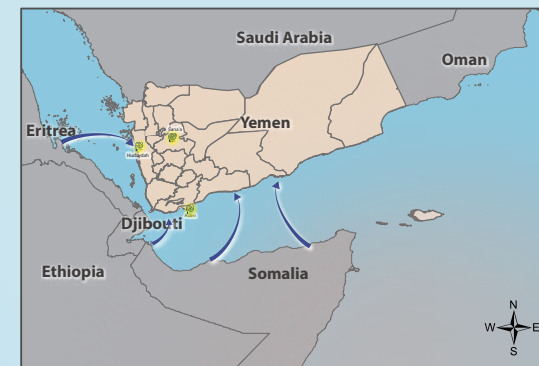 Saudi Arabia
Oman
Sana'a
Yemen
Eritrea
Hudaydah
Djibouti
Ethiopia
Somalia
N
W E
S